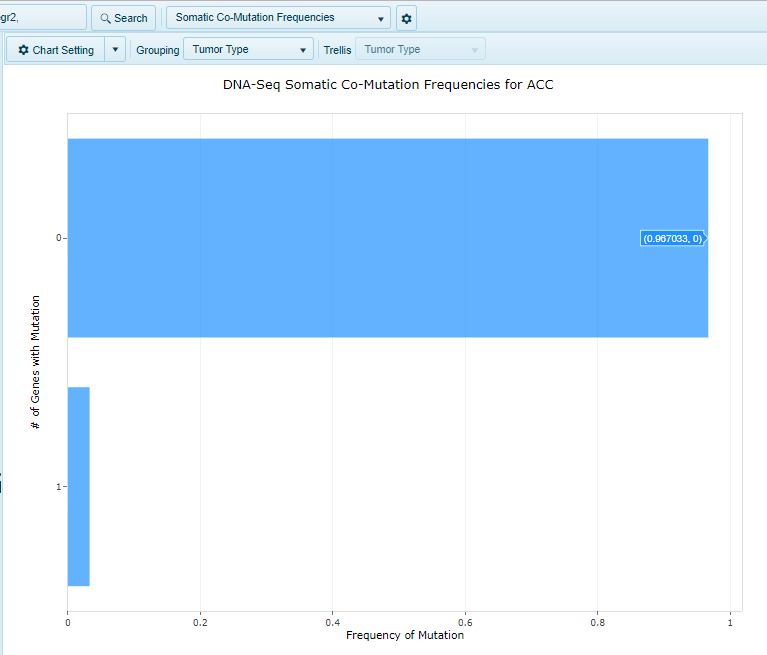 gr2,
Search
Somatic Co-Mutation Frequencies
Chart Setting
Grouping
Tumor Type
Trellis
Tumor Type
DNA-Seq Somatic Co-Mutation Frequencies for ACC
# of Genes with Mutation
0
(0.967033, 0)
1
0
0.2
0.4
0.6
0.8
1
Frequency of Mutation